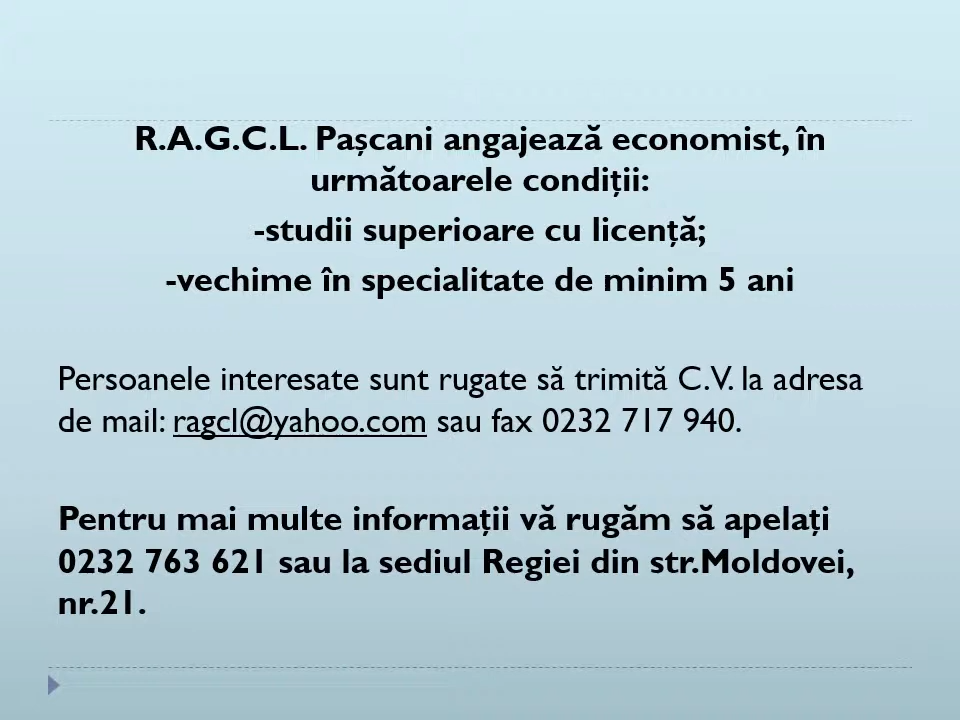 R.A.G.C.L. Pașcani angajează economist, în
următoarele condiții:
-studii superioare cu licență;
-vechime în specialitate de minim 5 ani
Persoanele interesate sunt rugate să trimită C.V. la adresa
de mail: ragcl@yahoo.com sau fax 0232 717 940.
Pentru mai multe informații vă rugăm să apelați
0232 763 621 sau la sediul Regiei din str.Moldovei,
nr.21.